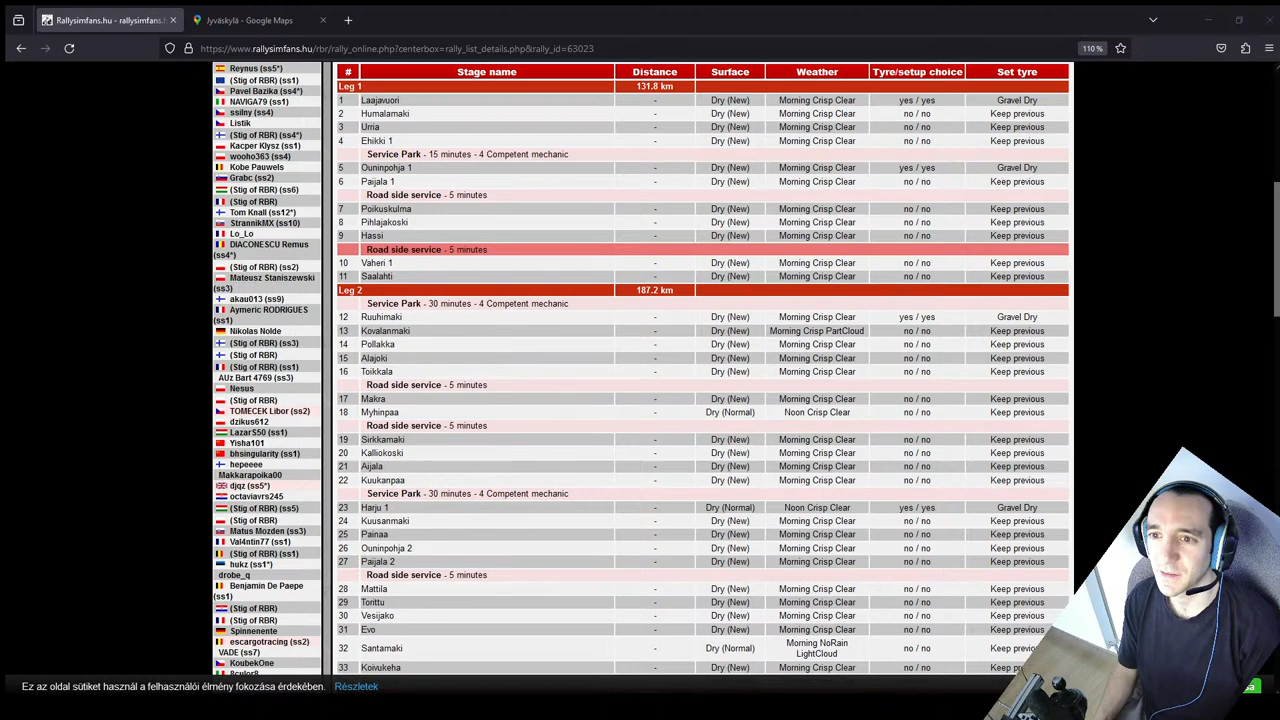 Rallysimfans.hu - rallysimfans.h
Jyväskylä - Google Maps
https://www.rallysimfans.hu/rbr/rally_online.php?centerbox=rally_list_details.php&rally_id=63023
110 %
Reynus (ss5*)
(Stig of RBR) (ss1)
Pavel Bazika (ss4*)
NAVIGA79 (ss1)
ssilny (ss4)
Listik
(Stig of RBR) (ss4*)
Kacper Klysz (ss1)
wooho363 (ss4)
Kobe Pauwels
Grabc (ss2)
(Stig of RBR) (ss6)
(Stig of RBR)
Tom Knall (ss12*)
StrannikMX (ss10)
Lo_Lo
DIACONESCU Remus
(ss4*)
(Stig of RBR) (ss2)
Mateusz Staniszewski
(ss3)
akau013 (ss9)
Aymeric RODRIGUES
(ss1)
Nikolas Nolde
(Stig of RBR) (ss3)
(Stig of RBR)
(Stig of RBR) (ss1)
AUz Bart 4769 (ss3)
Nesus
(Stig of RBR)
TOMECEK Libor (ss2)
dzikus612
LazarS50 (ss1)
Yisha101
bhsingularity (ss1)
hepeeee
Makkarapoika00
djqz (ss5*)
octaviavrs245
(Stig of RBR) (ss5)
(Stig of RBR)
Matus Mozden (ss3)
Val4ntin77 (ss1)
(Stig of RBR) (ss1)
hukz (ss1*)
drobe_q
Benjamin De Paepe
(ss1)
(Stig of RBR)
(Stig of RBR)
Spinnenente
escargotracing (ss2)
VADE (ss7)
KoubekOne
# Stage name Distance Surface Weather Tyre/setup choice Set tyre
Leg 1 131.8 km
1 Laajavuori - Dry (New) Morning Crisp Clear yes / yes Gravel Dry
2 Humalamaki - Dry (New) Morning Crisp Clear no / no Keep previous
3 Urria - Dry (New) Morning Crisp Clear no / no Keep previous
4 Ehikki 1 - Dry (New) Morning Crisp Clear no / no Keep previous
Service Park - 15 minutes - 4 Competent mechanic
5 Ouninpohja 1 - Dry (New) Morning Crisp Clear yes / yes Gravel Dry
6 Paijala 1 - Dry (New) Morning Crisp Clear no / no Keep previous
Road side service - 5 minutes
7 Poikuskulma - Dry (New) Morning Crisp Clear no / no Keep previous
8 Pihlajakoski - Dry (New) Morning Crisp Clear no / no Keep previous
9 Hassi - Dry (New) Morning Crisp Clear no / no Keep previous
Road side service - 5 minutes
10 Vaheri 1 - Dry (New) Morning Crisp Clear no / no Keep previous
11 Saalahti - Dry (New) Morning Crisp Clear no / no Keep previous
Leg 2 187.2 km
Service Park - 30 minutes - 4 Competent mechanic
12 Ruuhimaki - Dry (New) Morning Crisp Clear yes / yes Gravel Dry
13 Kovalanmaki - Dry (New) Morning Crisp PartCloud no / no Keep previous
14 Pollakka - Dry (New) Morning Crisp Clear no / no Keep previous
15 Alajoki - Dry (New) Morning Crisp Clear no / no Keep previous
16 Toikkala - Dry (New) Morning Crisp Clear no / no Keep previous
Road side service - 5 minutes
17 Makra - Dry (New) Morning Crisp Clear no / no Keep previous
18 Myhinpaa - Dry (Normal) Noon Crisp Clear no / no Keep previous
Road side service - 5 minutes
19 Sirkkamaki - Dry (New) Morning Crisp Clear no / no Keep previous
20 Kalliokoski - Dry (New) Morning Crisp Clear no / no Keep previous
21 Aijala - Dry (New) Morning Crisp Clear no / no Keep previous
22 Kuukanpaa - Dry (New) Morning Crisp Clear no / no Keep previous
Service Park - 30 minutes - 4 Competent mechanic
23 Harju 1 - Dry (Normal) Noon Crisp Clear yes / yes Gravel Dry
24 Kuusanmaki - Dry (New) Morning Crisp Clear no / no Keep previous
25 Painaa - Dry (New) Morning Crisp Clear no / no Keep previous
26 Ouninpohja 2 - Dry (New) Morning Crisp Clear no / no Keep previous
27 Paijala 2 - Dry (New) Morning Crisp Clear no / no Keep previous
Road side service - 5 minutes
28 Mattila - Dry (New) Morning Crisp Clear no / no Keep previous
29 Torittu - Dry (New) Morning Crisp Clear no / no Keep previous
30 Vesijako - Dry (New) Morning Crisp Clear no / no Keep previous
31 Evo - Dry (New) Morning Crisp Clear no / no Keep previous
32 Santamaki - Dry (Normal) Morning NoRain LightCloud no / no Keep previo
33 Koivukeha - Dry (New) Morning Crisp Clear no / no Keep pre
Ez az oldal sütiket használ a felhasználói élmény fokozása érdekében. Részletek